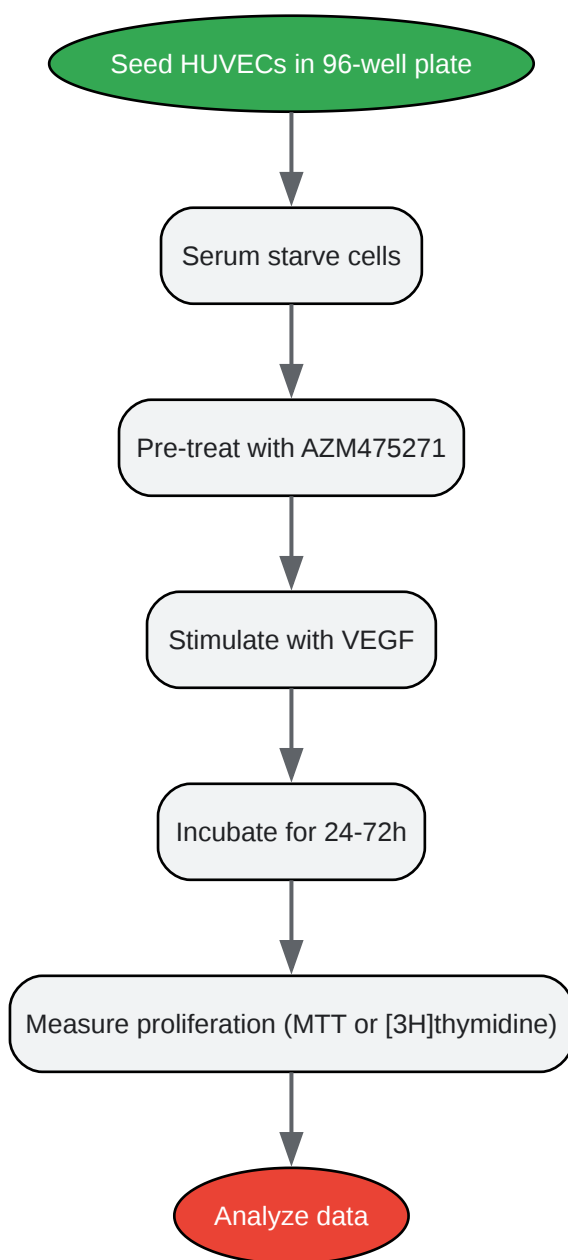 Seed HUVECs in 96-well plate
Serum starve cells
Pre-treat with AZM475271
Stimulate with VEGF
Incubate for 24-72h
Measure proliferation (MTT or [3H]thymidine)
Analyze data